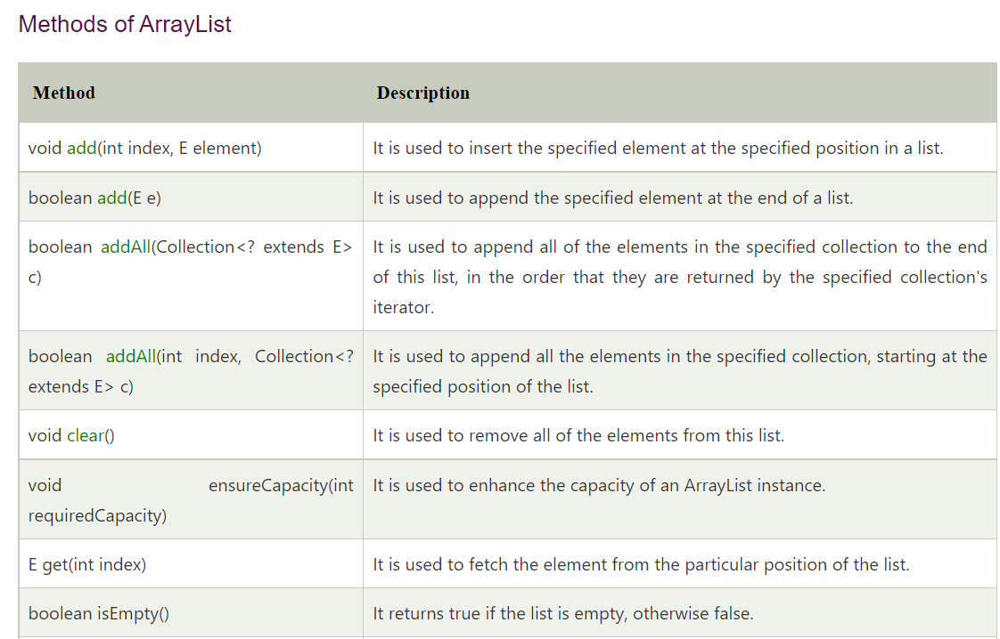 Methods of ArrayList
Method Description
void add(int index, E element) It is used to insert the specified element at the specified position in a list.
boolean add(E e) It is used to append the specified element at the end of a list.
boolean addAll(Collection<? extends E> It is used to append all of the elements in the specified collection to the end
c) of this list, in the order that they are returned by the specified collection's
iterator.
boolean addAll(int index, Collection<? It is used to append all the elements in the specified collection, starting at the
extends E> c) specified position of the list.
void clear() It is used to remove all of the elements from this list.
void ensureCapacity(int It is used to enhance the capacity of an ArrayList instance.
requiredCapacity)
E get(int index) It is used to fetch the element from the particular position of the list.
boolean isEmpty() It returns true if the list is empty, otherwise false.